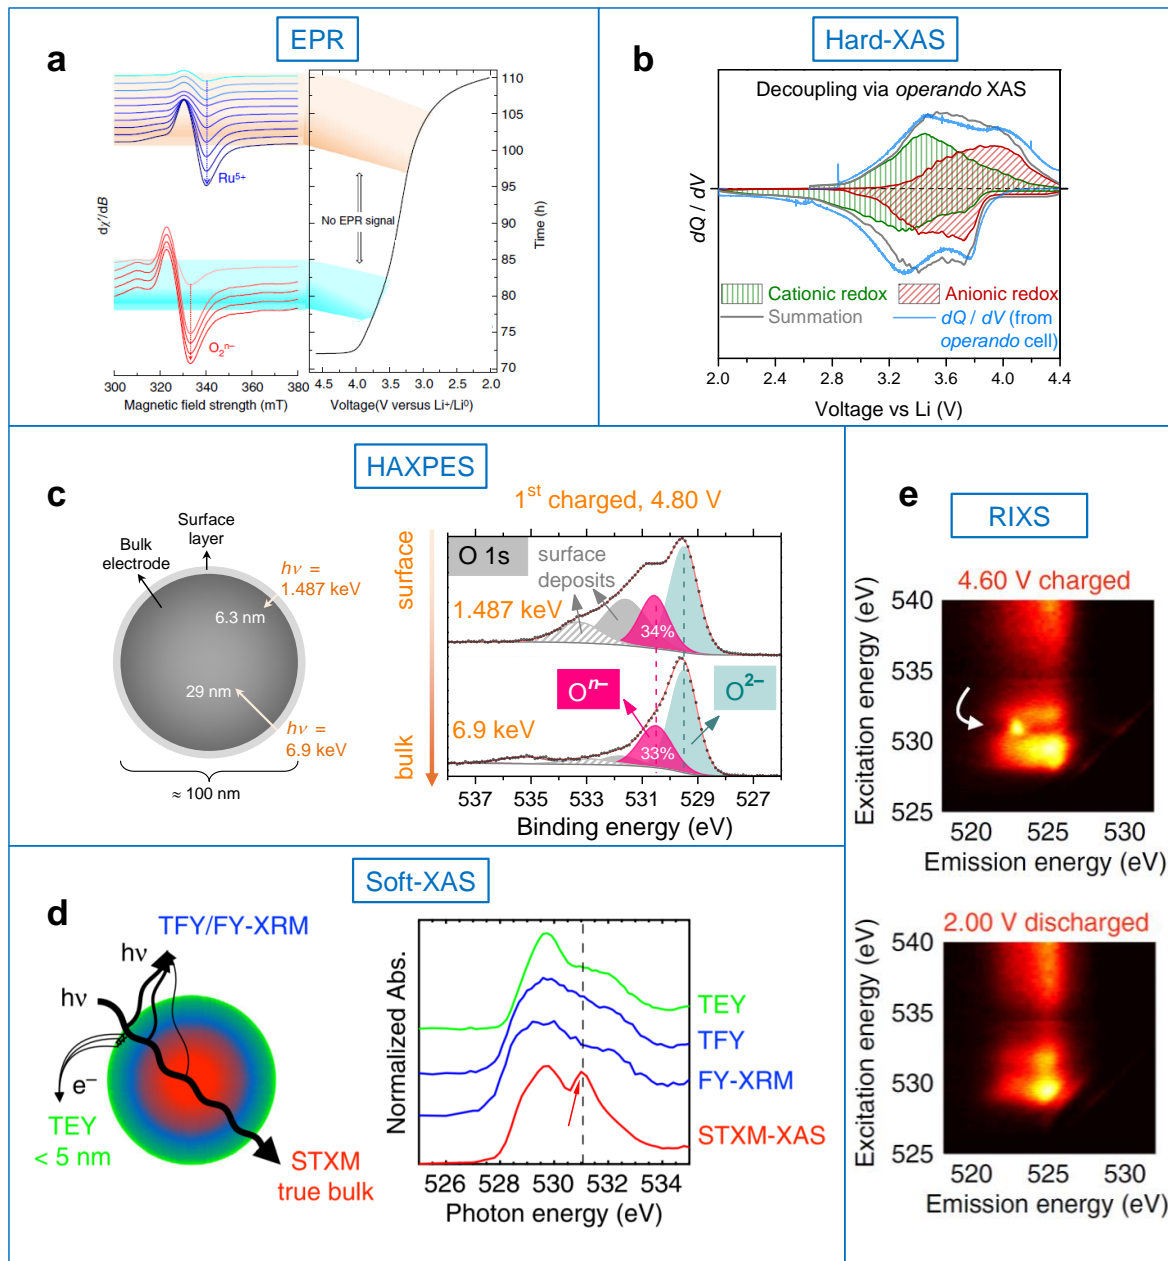 EPR
a
Ru⁵⁺
O₂ⁿ⁻
No EPR signal
dχ″/dB
300 320 340 360 380
Magnetic field strength (mT)
4.5 4.0 3.5 3.0 2.5 2.0
Voltage(V versus Li⁺/Li⁰)
110
105
100
95
90
85
80
75
70
Time (h)
Hard-XAS
b
Decoupling via operando XAS
dQ / dV
Cationic redox
Anionic redox
Summation
dQ / dV (from
operando cell)
2.0 2.8 3.2 3.6 4.0 4.4
Voltage vs Li (V)
HAXPES
c
Surface
layer
Bulk
electrode
hν =
1.487 keV
6.3 nm
29 nm
hν =
6.9 keV
≈ 100 nm
1st charged, 4.80 V
surface
bulk
O 1s
surface
deposits
1.487 keV
34%
Oⁿ⁻
O²⁻
6.9 keV
33%
537 535 533 531 529 527
Binding energy (eV)
Soft-XAS
d
TFY/FY-XRM
hν
hν
e⁻
TEY
< 5 nm
STXM
true bulk
Normalized Abs.
TEY
TFY
FY-XRM
STXM-XAS
526 528 530 532 534
Photon energy (eV)
e
RIXS
4.60 V charged
Excitation energy (eV)
540
535
530
525
520 525 530
Emission energy (eV)
2.00 V discharged
Excitation energy (eV)
540
535
530
525
520 525 530
Emission energy (eV)